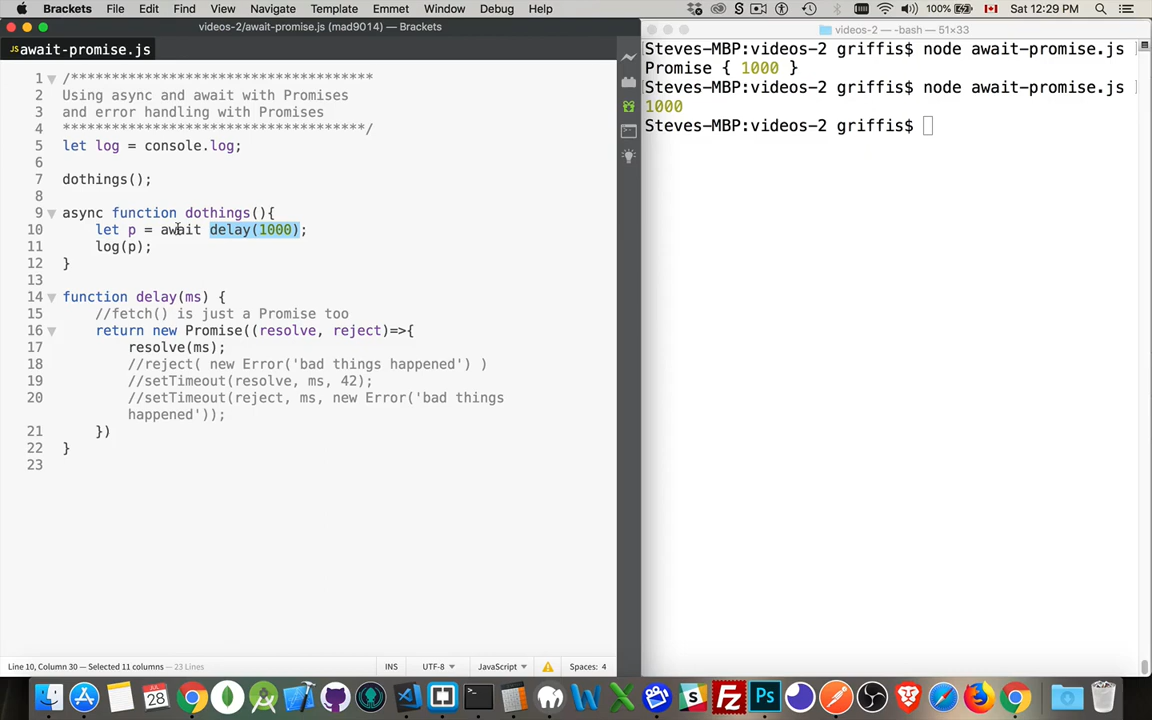 Brackets File Edit Find View Navigate Template Emmet Window Debug Help 100% Sat 12:29 PM
videos-2/await-promise.js (mad9014) — Brackets
videos-2 — -bash — 51×33
JS await-promise.js
1 /************************************
2 Using async and await with Promises
3 and error handling with Promises
4 ************************************/
5 let log = console.log;
6
7 dothings();
8
9 async function dothings(){
10 let p = await delay(1000);
11 log(p);
12 }
13
14 function delay(ms) {
15 //fetch() is just a Promise too
16 return new Promise((resolve, reject)=>{
17 resolve(ms);
18 //reject( new Error('bad things happened') )
19 //setTimeout(resolve, ms, 42);
20 //setTimeout(reject, ms, new Error('bad things
happened'));
21 })
22 }
23
Steves-MBP:videos-2 griffis$ node await-promise.js
Promise { 1000 }
Steves-MBP:videos-2 griffis$ node await-promise.js
1000
Steves-MBP:videos-2 griffis$
Line 10, Column 30 — Selected 11 columns — 23 Lines INS UTF-8 JavaScript Spaces: 4
JUL
28